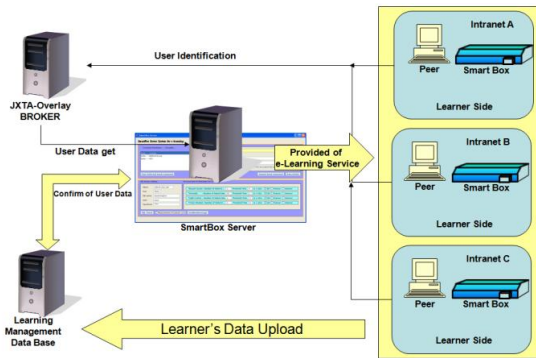 User Identification
JXTA-Overlay
BROKER
User Data get
Confirm of User Data
SmartBox Server
Provided of
e-Learning Service
Learning
Management
Data Base
Learner's Data Upload
Intranet A
Peer
Smart Box
Learner Side
Intranet B
Peer
Smart Box
Learner Side
Intranet C
Peer
Smart Box
Learner Side